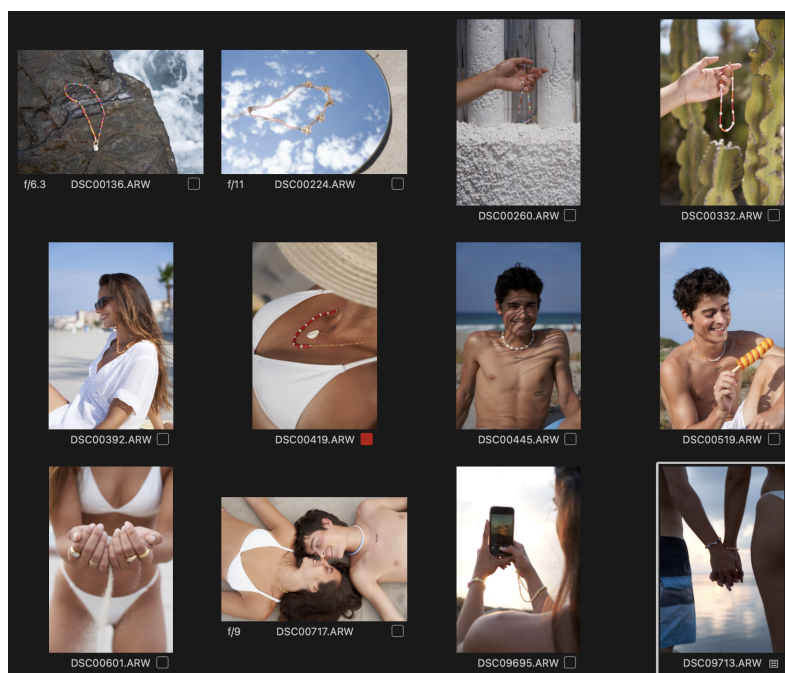 f/6.3 DSC00136.ARW
f/11 DSC00224.ARW
DSC00260.ARW
DSC00332.ARW
DSC00392.ARW
DSC00419.ARW
DSC00445.ARW
DSC00519.ARW
DSC00601.ARW
f/9 DSC00717.ARW
DSC09695.ARW
DSC09713.ARW